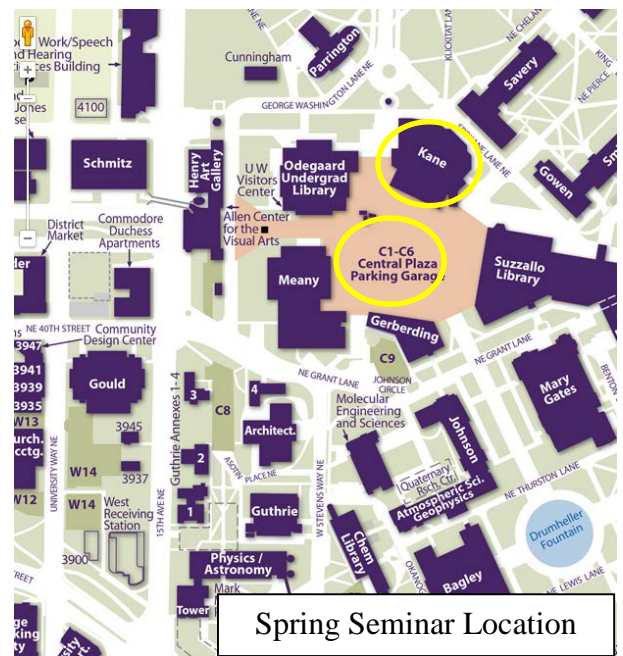 Work/Speech
nd Hearing
ciences Building
Cunningham
Parrington
KLICKITAT LANE
NE CHELAN
KING
NE PIERCE
Savery
GEORGE WASHINGTON LANE NE
SPOKANE LANE NE
4100
Jones
Schmitz
Henry
Art
Gallery
U W
Visitors
Center
Odegaard
Undergrad
Library
Kane
Gowen
Allen Center
for the
Visual Arts
District
Market
Commodore
Duchess
Apartments
C1-C6
Central Plaza
Parking Garage
Meany
Suzzallo
Library
NE 40TH STREET
Community
Design Center
Gerberding
NE GRANT LANE
C9
JOHNSON
CIRCLE
NE GRANT LANE
3947
3941
3939
3935
W13
Gould
Guthrie Annexes 1- 4
3
4
C8
Molecular
Engineering
and Sciences
Mary
Gates
3945
Architect.
Johnson
W14
3937
2
ASOTIN PLACE NE
W STEVENS WAY NE
Quaternary
Rsch. Ctr.
Atmospheric Sci.
Geophysics
NE THURSTON LANE
UNIVERSITY WAY NE
15TH AVE NE
W12
W14
West
Receiving
Station
1
Guthrie
Drumheller
Fountain
3900
Chem Library
Physics /
Astronomy
Bagley
NE LEWIS LANE
Tower
Spring Seminar Location